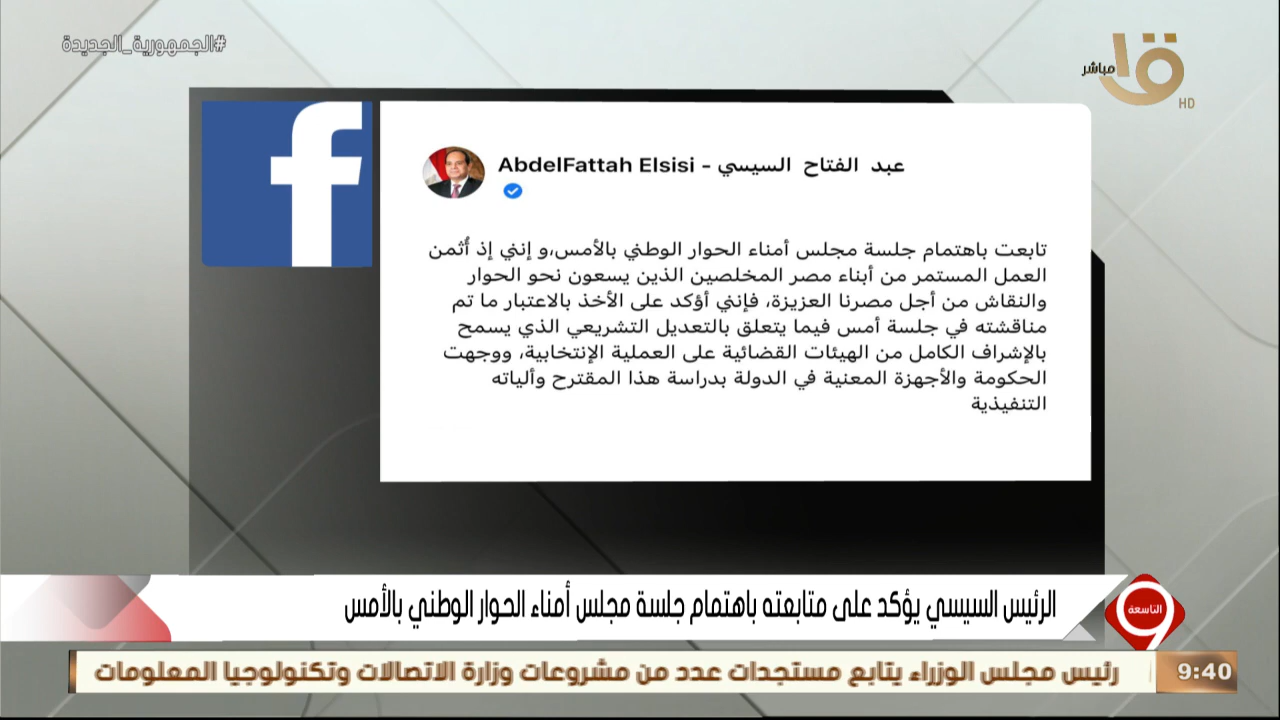 #الجمهورية_الجديدة
مباشر
HD
AbdelFattah Elsisi - عبد الفتاح السيسي
تابعت باهتمام جلسة مجلس أمناء الحوار الوطني بالأمس،و إنني إذ أُثمن
العمل المستمر من أبناء مصر المخلصين الذين يسعون نحو الحوار
والنقاش من أجل مصرنا العزيزة، فإنني أؤكد على الأخذ بالاعتبار ما تم
مناقشته في جلسة أمس فيما يتعلق بالتعديل التشريعي الذي يسمح
بالإشراف الكامل من الهيئات القضائية على العملية الإنتخابية، ووجهت
الحكومة والأجهزة المعنية في الدولة بدراسة هذا المقترح وألياته
التنفيذية
الرئيس السيسي يؤكد على متابعته باهتمام جلسة مجلس أمناء الحوار الوطني بالأمس
التاسعة
9
رئيس مجلس الوزراء يتابع مستجدات عدد من مشروعات وزارة الاتصالات وتكنولوجيا المعلومات
9:40